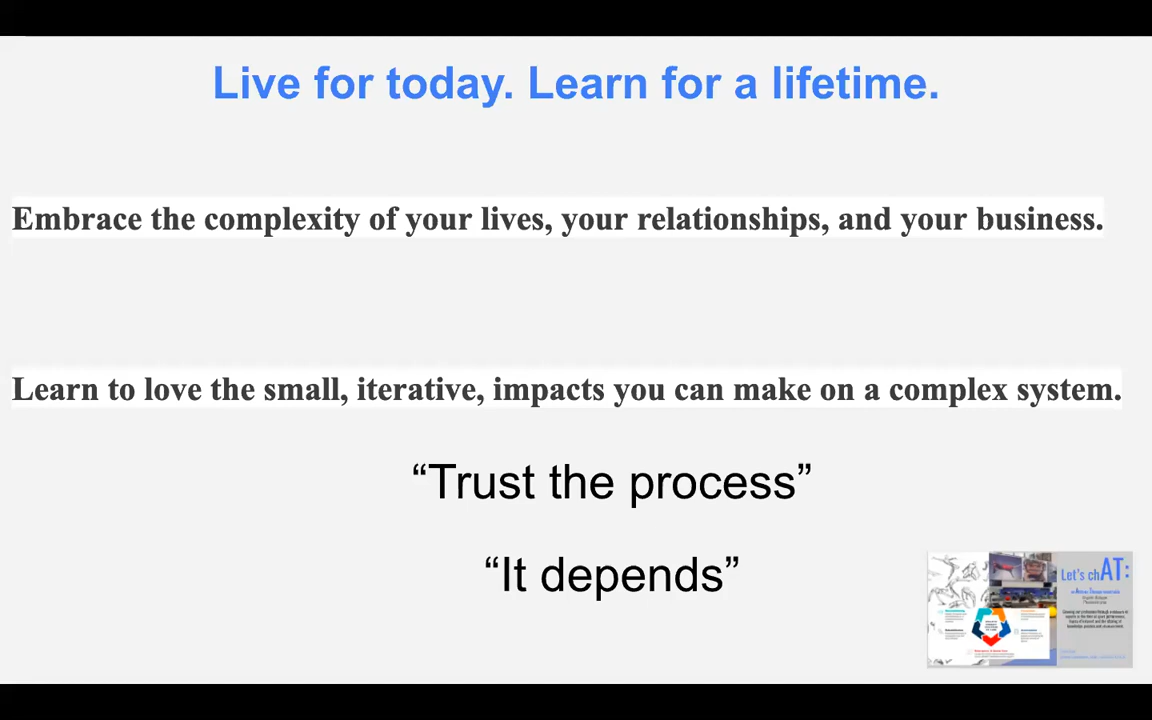 Live for today. Learn for a lifetime.
Embrace the complexity of your lives, your relationships, and your business.
Learn to love the small, iterative, impacts you can make on a complex system.
“Trust the process”
“It depends”
Let's chAT: